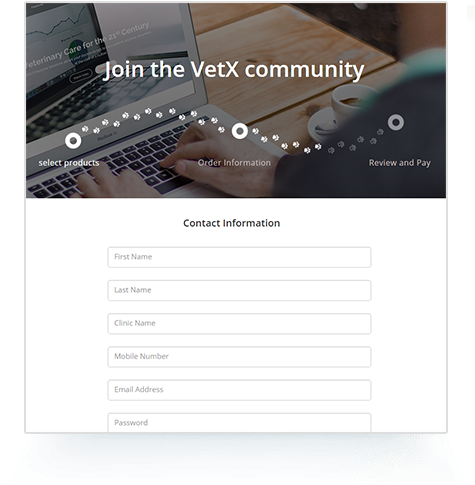 Veterinary Care for the 21st Century
Join the VetX community
select products
Order Information
Review and Pay
Contact Information
First Name
Last Name
Clinic Name
Mobile Number
Email Address
Password